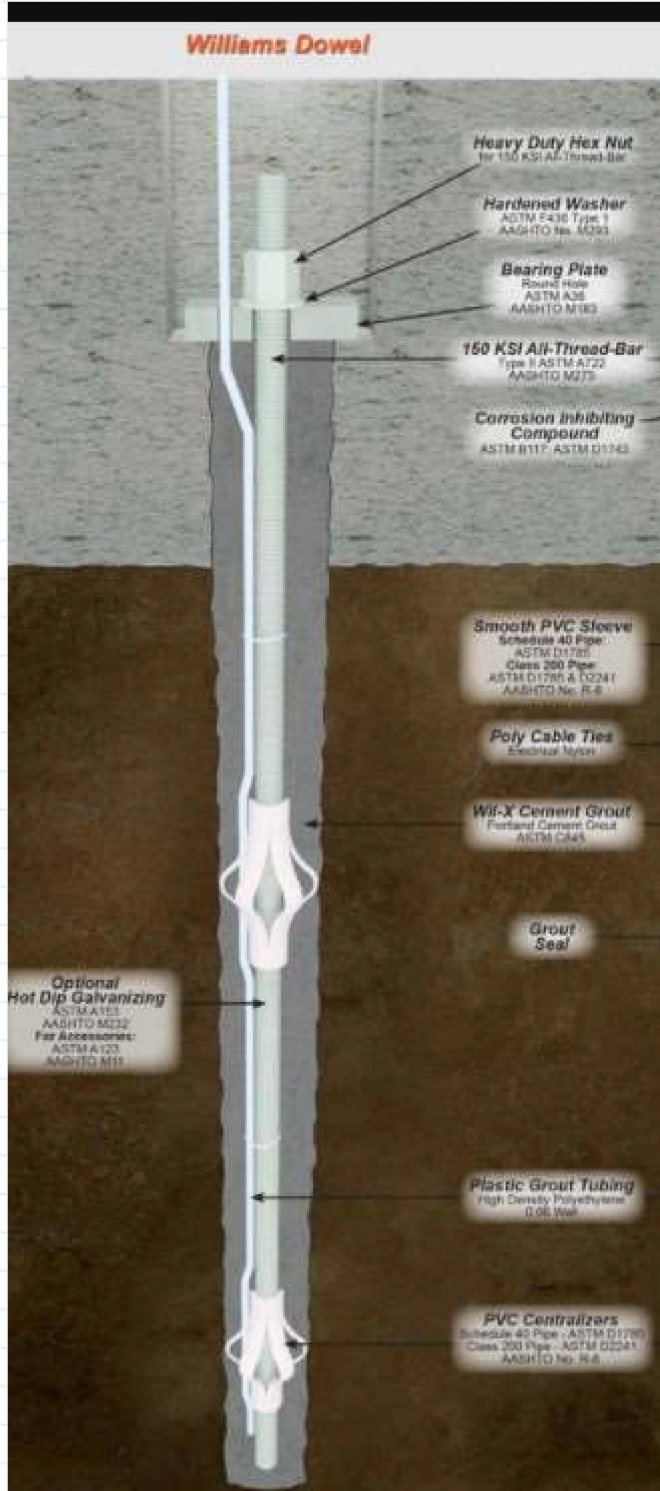 Williams Dowel
Heavy Duty Hex Nut
for 150 KSI All-Thread-Bar
Hardened Washer
ASTM F436 Type 1
AASHTO No. M293
Bearing Plate
Round Hole
ASTM A36
AASHTO M183
150 KSI All-Thread-Bar
Type II ASTM A722
AASHTO M275
Corrosion Inhibiting
Compound
ASTM B117, ASTM D1743
Smooth PVC Sleeve
Schedule 40 Pipe:
ASTM D1785
Class 200 Pipe:
ASTM D1785 & D2241
AASHTO No. R-6
Poly Cable Ties
Electrical Nylon
Wil-X Cement Grout
Portland Cement Grout
ASTM C845
Grout
Seal
Optional
Hot Dip Galvanizing
ASTM A153
AASHTO M232
For Accessories:
ASTM A123
AASHTO M111
Plastic Grout Tubing
High Density Polyethylene
0.06 Wall
PVC Centralizers
Schedule 40 Pipe - ASTM D1785
Class 200 Pipe - ASTM D2241
AASHTO No. R-6